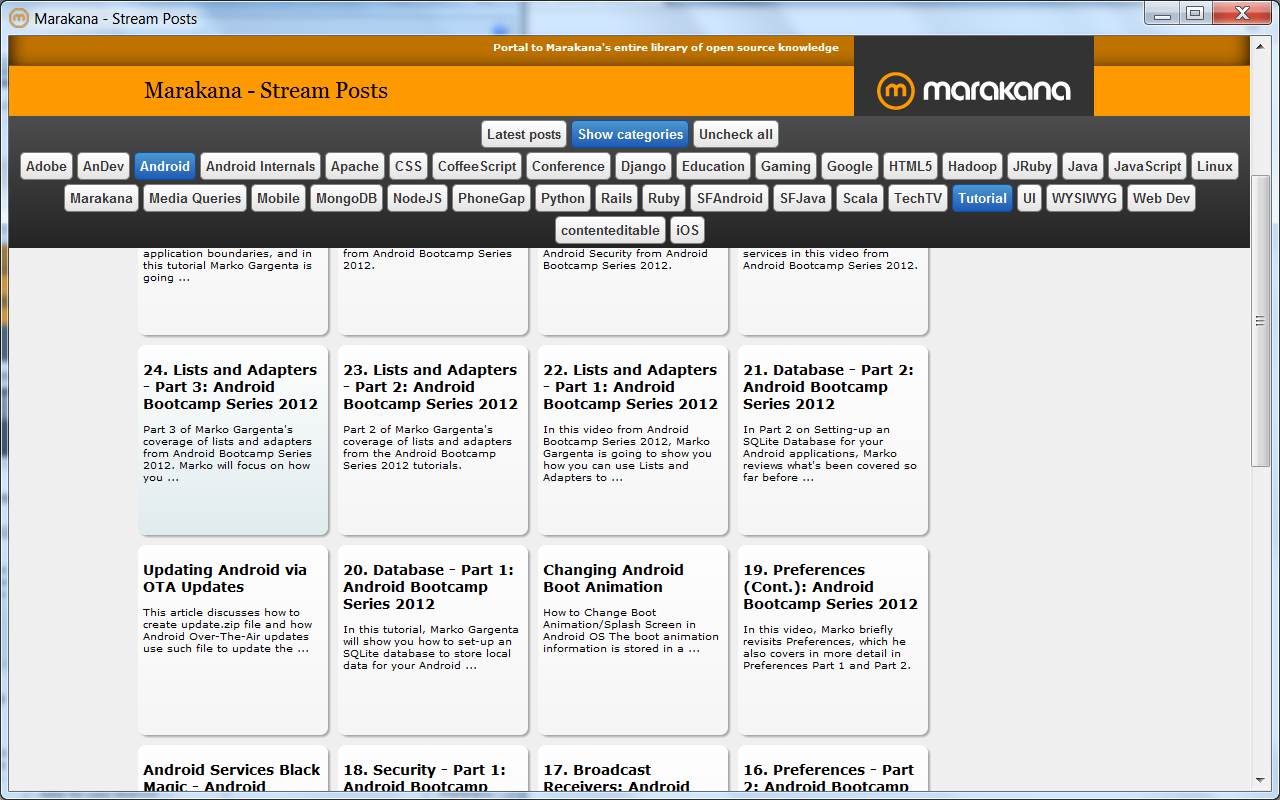 Marakana - Stream Posts
Portal to Marakana's entire library of open source knowledge
Marakana - Stream Posts
m marakana
Latest posts Show categories Uncheck all
Adobe AnDev Android Android Internals Apache CSS CoffeeScript Conference Django Education Gaming Google HTML5 Hadoop JRuby Java JavaScript Linux
Marakana Media Queries Mobile MongoDB NodeJS PhoneGap Python Rails Ruby SFAndroid SFJava Scala TechTV Tutorial UI WYSIWYG Web Dev
contenteditable iOS
application boundaries, and in
this tutorial Marko Gargenta is
going ...
from Android Bootcamp Series
2012.
Android Security from Android
Bootcamp Series 2012.
services in this video from
Android Bootcamp Series 2012.
24. Lists and Adapters
- Part 3: Android
Bootcamp Series 2012
Part 3 of Marko Gargenta's
coverage of lists and adapters
from Android Bootcamp Series
2012. Marko will focus on how
you ...
23. Lists and Adapters
- Part 2: Android
Bootcamp Series 2012
Part 2 of Marko Gargenta's
coverage of lists and adapters
from the Android Bootcamp
Series 2012 tutorials.
22. Lists and Adapters
- Part 1: Android
Bootcamp Series 2012
In this video from Android
Bootcamp Series 2012, Marko
Gargenta is going to show you
how you can use Lists and
Adapters to ...
21. Database - Part 2:
Android Bootcamp
Series 2012
In Part 2 on Setting-up an
SQLite Database for your
Android applications, Marko
reviews what's been covered so
far before ...
Updating Android via
OTA Updates
This article discusses how to
create update.zip file and how
Android Over-The-Air updates
use such file to update the ...
20. Database - Part 1:
Android Bootcamp
Series 2012
In this tutorial, Marko Gargenta
will show you how to set-up an
SQLite database to store local
data for your Android ...
Changing Android
Boot Animation
How to Change Boot
Animation/Splash Screen in
Android OS The boot animation
information is stored in a ...
19. Preferences
(Cont.): Android
Bootcamp Series 2012
In this video, Marko briefly
revisits Preferences, which he
also covers in more detail in
Preferences Part 1 and Part 2.
Android Services Black
Magic - Android
18. Security - Part 1:
Android Bootcamp
17. Broadcast
Receivers: Android
16. Preferences - Part
2: Android Bootcamp